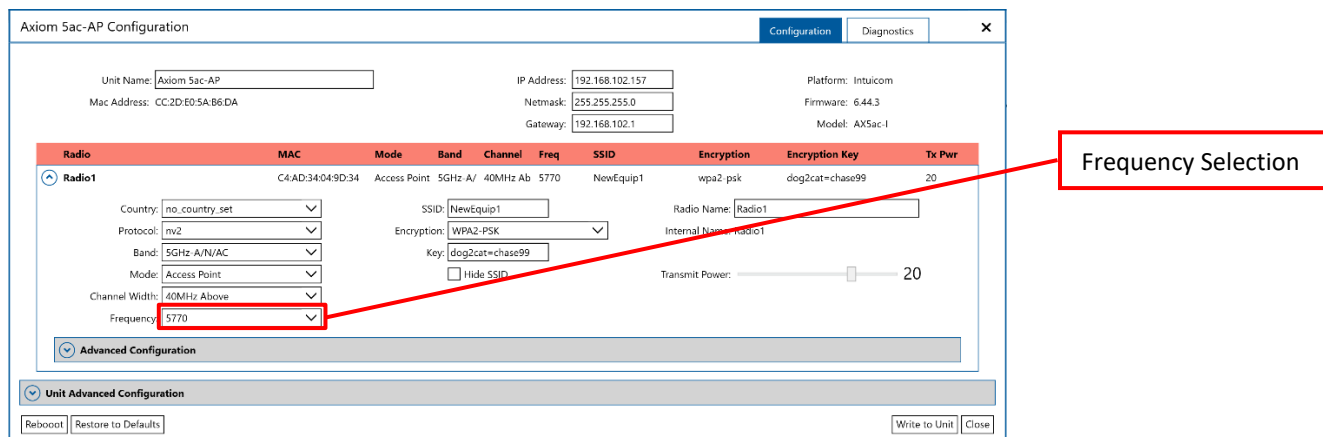 Axiom 5ac-AP Configuration Configuration Diagnostics ×
Unit Name: Axiom 5ac-AP IP Address: 192.168.102.157 Platform: Intuicom
Mac Address: CC:2D:E0:5A:B6:DA Netmask: 255.255.255.0 Firmware: 6.44.3
Gateway: 192.168.102.1 Model: AX5ac-I
Radio MAC Mode Band Channel Freq SSID Encryption Encryption Key Tx Pwr
Radio1 C4:AD:34:04:9D:34 Access Point 5GHz-A/ 40MHz Ab 5770 NewEquip1 wpa2-psk dog2cat=chase99 20
Frequency Selection
Country: no_country_set SSID: NewEquip1 Radio Name: Radio1
Protocol: nv2 Encryption: WPA2-PSK Internal Name: Radio1
Band: 5GHz-A/N/AC Key: dog2cat=chase99
Mode: Access Point Hide SSID Transmit Power: 20
Channel Width: 40MHz Above
Frequency: 5770
Advanced Configuration
Unit Advanced Configuration
Rebooot Restore to Defaults Write to Unit Close